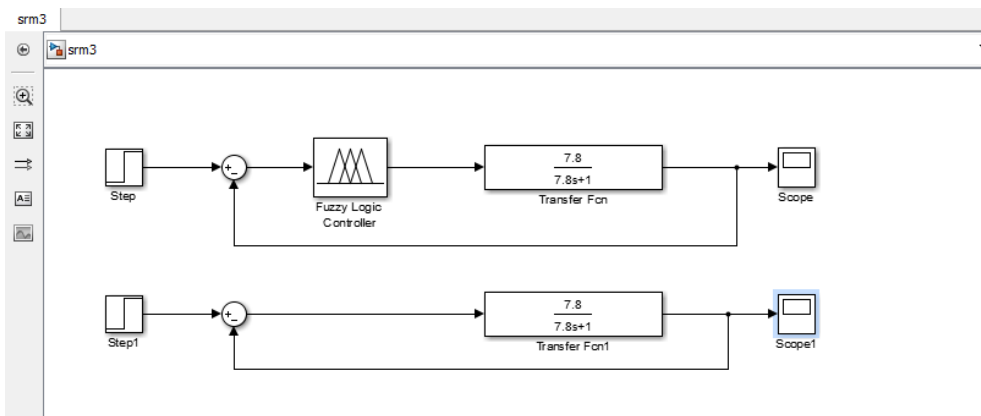 srm3
srm3
Step
+
-
Fuzzy Logic
Controller
7.8
7.8s+1
Transfer Fcn
Scope
Step1
+
-
7.8
7.8s+1
Transfer Fcn1
Scope1